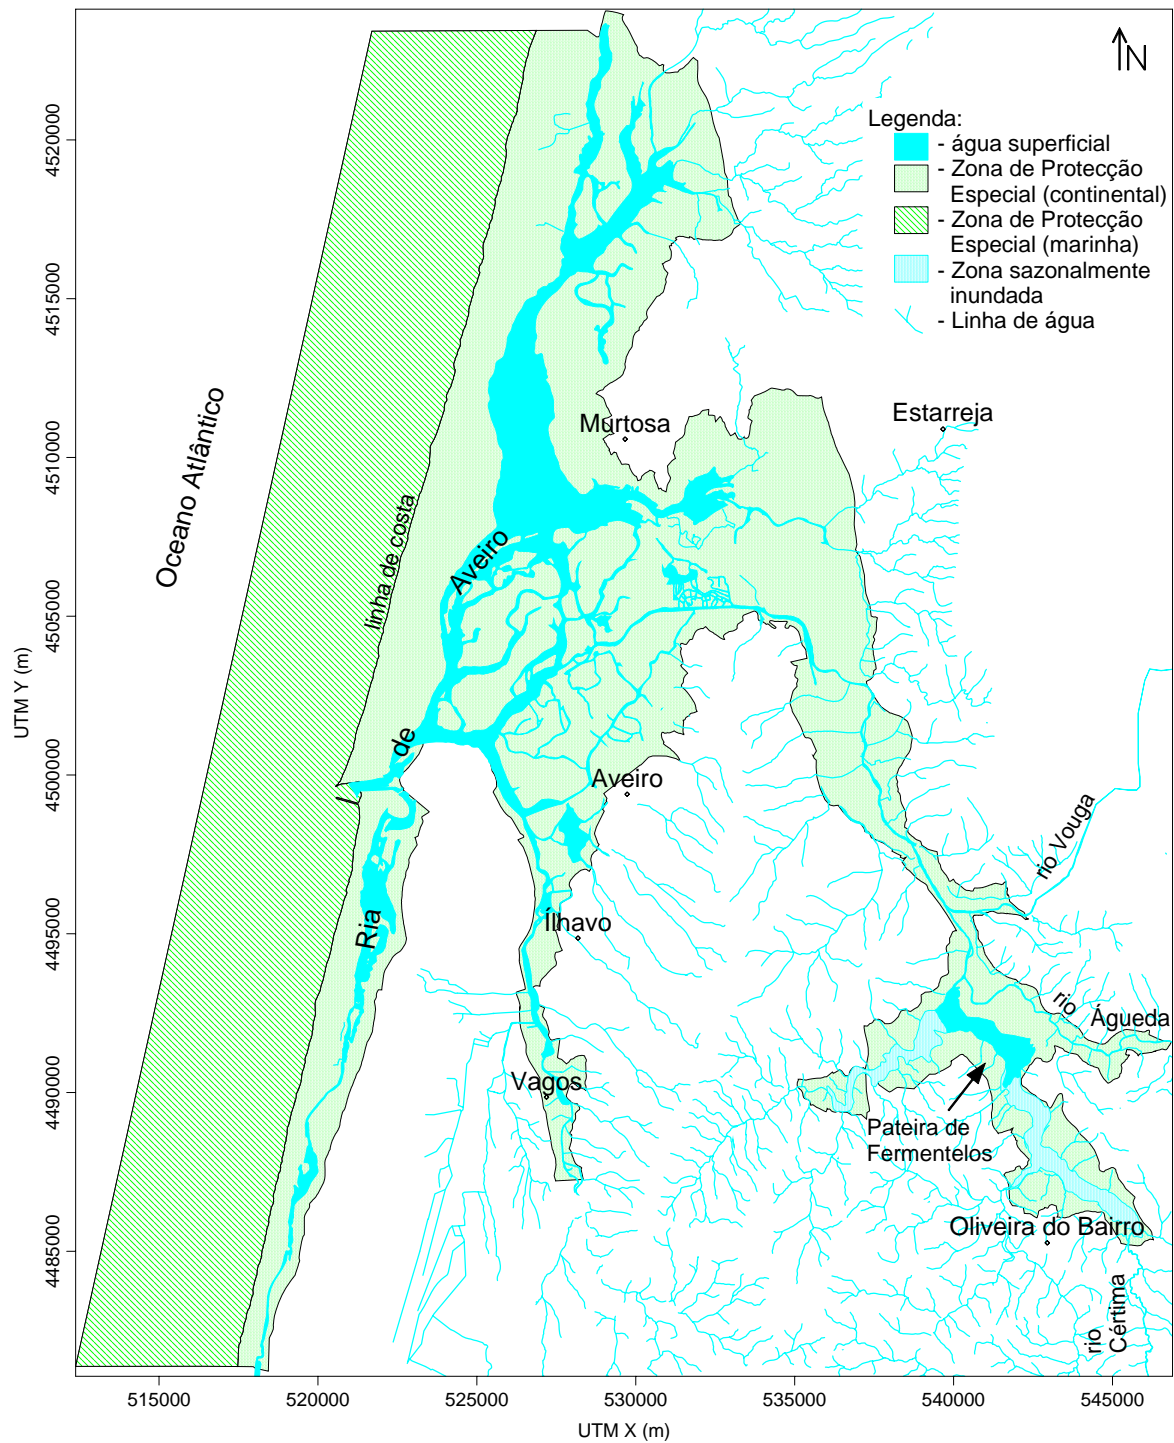 N
Legenda:
- água superficial
- Zona de Protecção
Especial (continental)
- Zona de Protecção
Especial (marinha)
- Zona sazonalmente
inundada
- Linha de água
Oceano Atlântico
linha de costa
Murtosa
Estarreja
Ria de Aveiro
Aveiro
rio Vouga
Ílhavo
rio Águeda
Vagos
Pateira de
Fermentelos
Oliveira do Bairro
rio
Cértima
UTM Y (m)
4520000
4515000
4510000
4505000
4500000
4495000
4490000
4485000
515000 520000 525000 530000 535000 540000 545000
UTM X (m)